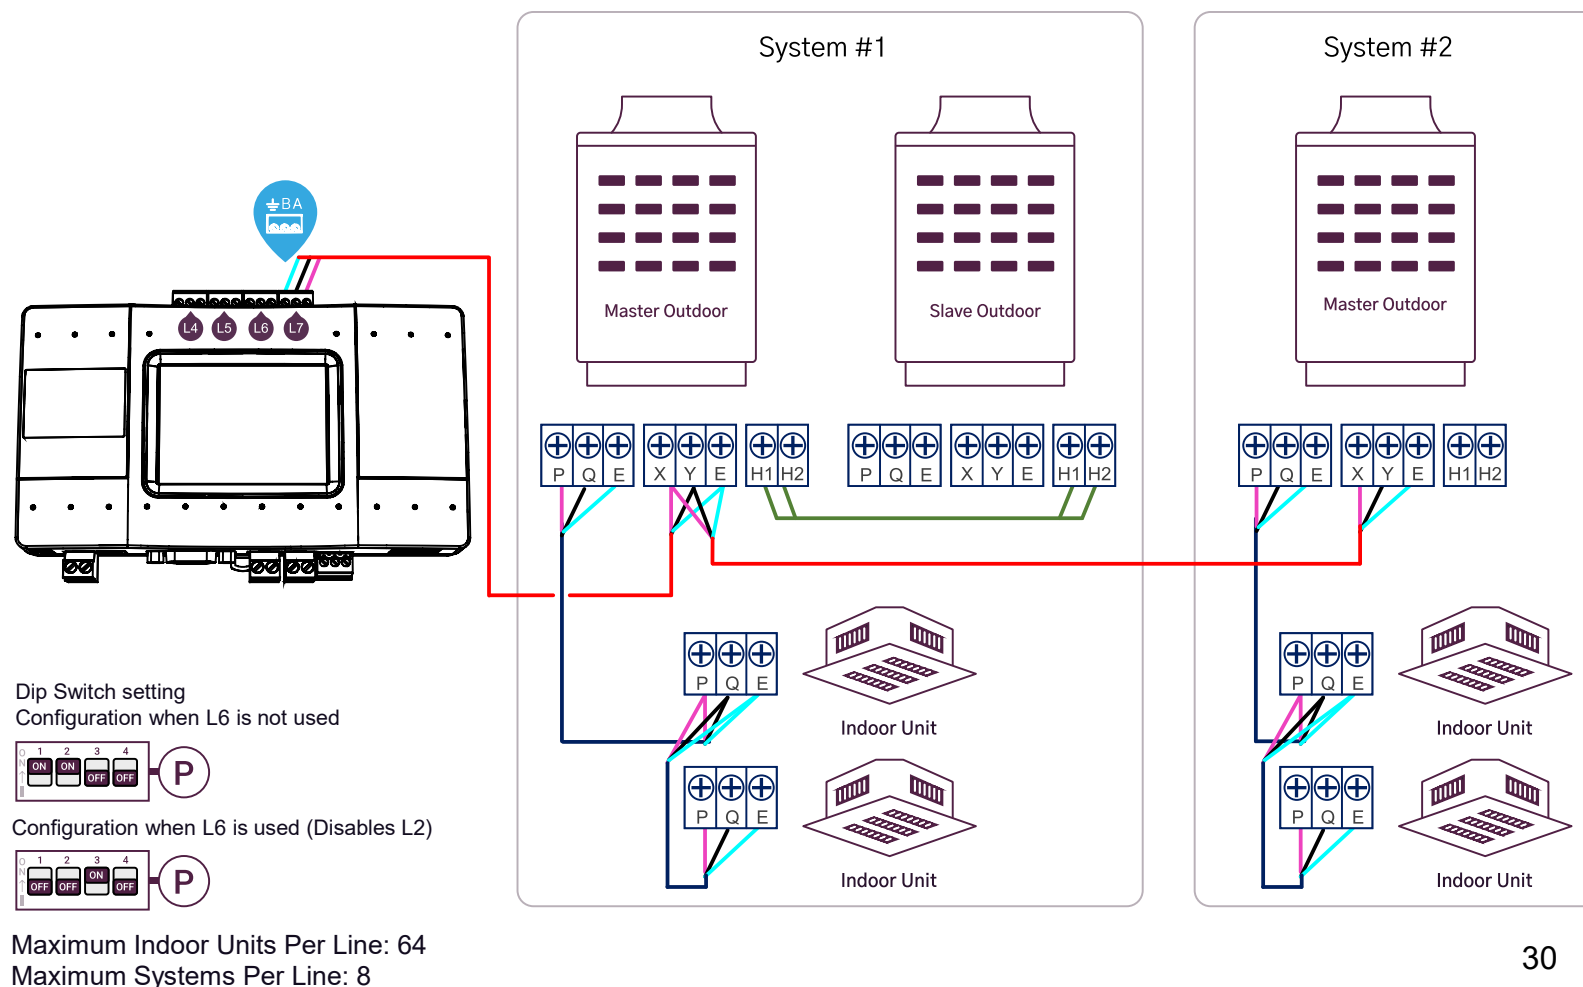 System #1
System #2
BA
L4 L5 L6 L7
Master Outdoor
Slave Outdoor
Master Outdoor
P Q E X Y E H1 H2
P Q E X Y E H1 H2
P Q E X Y E H1 H2
P Q E
Indoor Unit
P Q E
Indoor Unit
P Q E
Indoor Unit
P Q E
Indoor Unit
Dip Switch setting
Configuration when L6 is not used
ON 1 2 3 4
ON ON OFF OFF
P
Configuration when L6 is used (Disables L2)
ON 1 2 3 4
OFF OFF ON OFF
P
Maximum Indoor Units Per Line: 64
Maximum Systems Per Line: 8
30